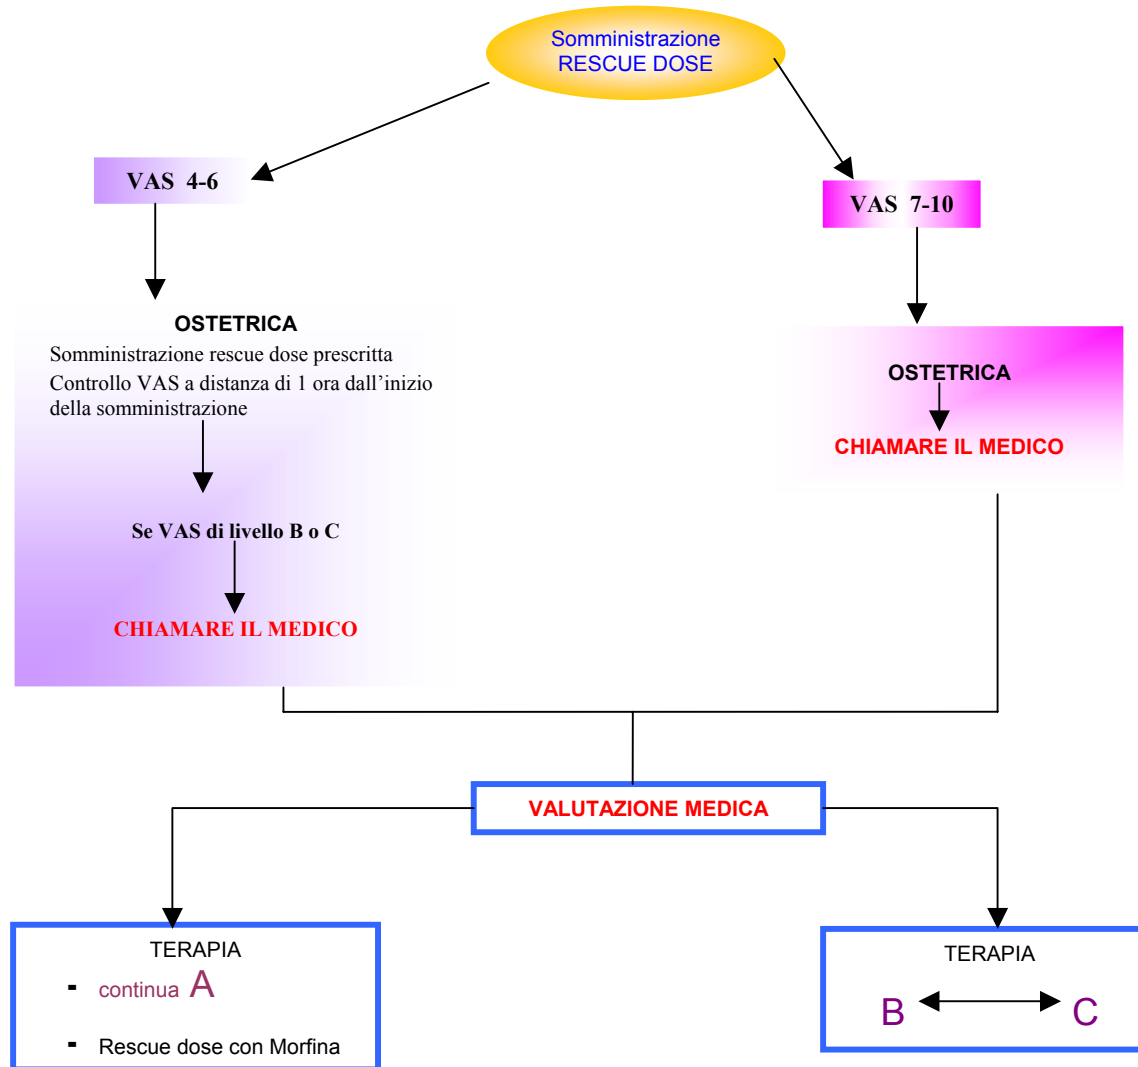 Somministrazione
RESCUE DOSE
VAS 4-6
VAS 7-10
OSTETRICA
Somministrazione rescue dose prescritta
Controllo VAS a distanza di 1 ora dall’inizio
della somministrazione
Se VAS di livello B o C
CHIAMARE IL MEDICO
OSTETRICA
CHIAMARE IL MEDICO
VALUTAZIONE MEDICA
TERAPIA
- continua A
- Rescue dose con Morfina
TERAPIA
B C